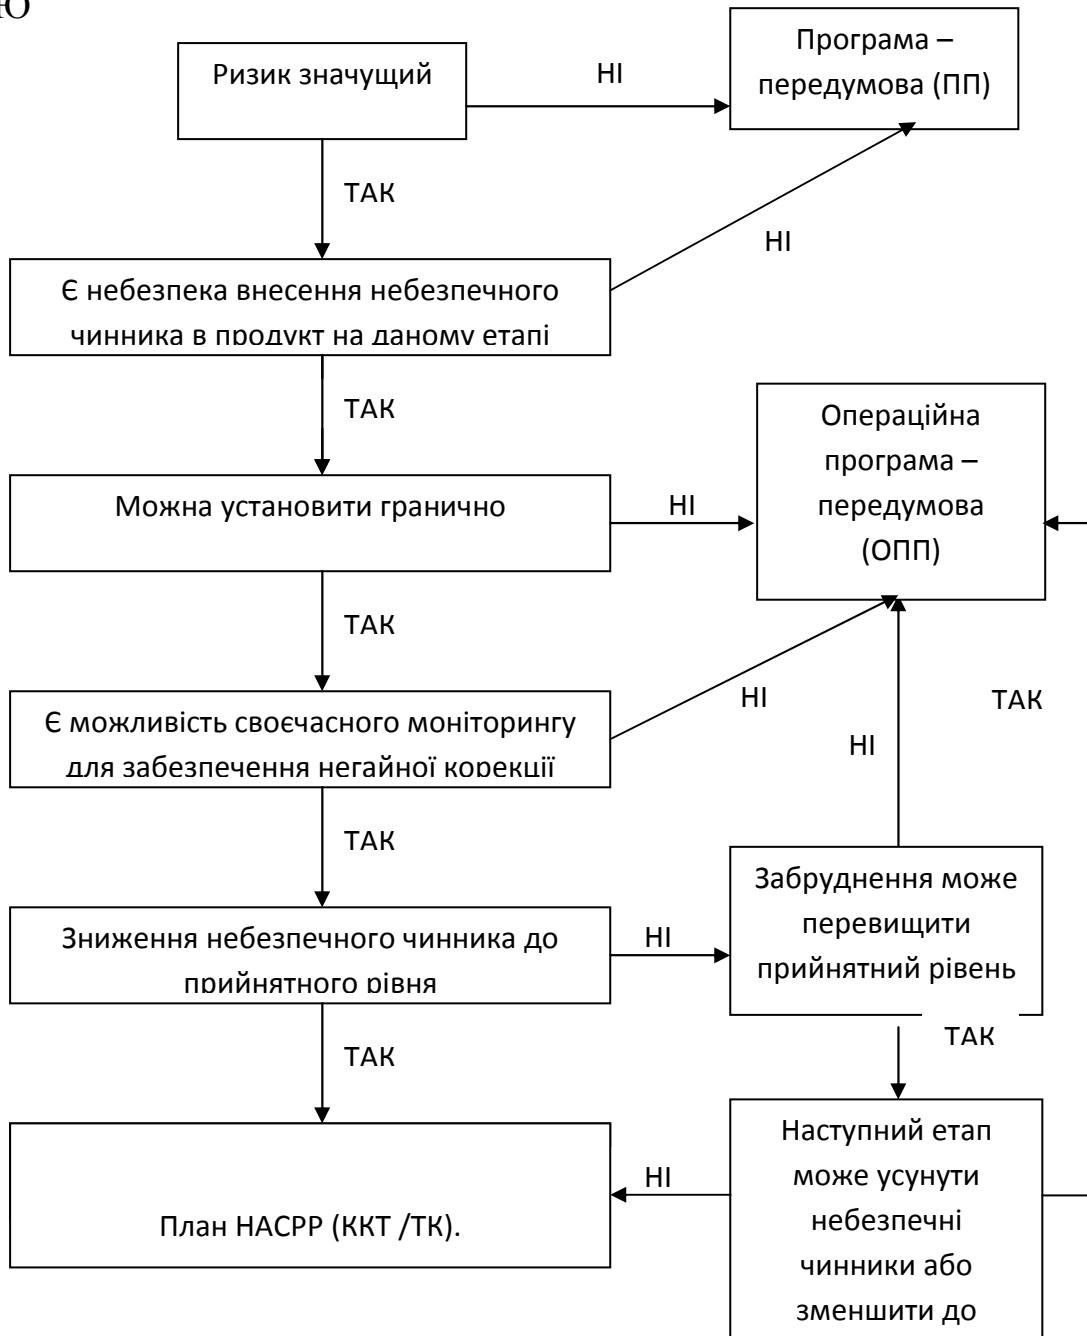 Ю
Ризик значущий
НІ
Програма –
передумова (ПП)
ТАК
НІ
Є небезпека внесення небезпечного
чинника в продукт на даному етапі
ТАК
Операційна
програма –
передумова
(ОПП)
Можна установити гранично
НІ
ТАК
НІ
ТАК
НІ
Є можливість своєчасного моніторингу
для забезпечення негайної корекції
ТАК
Забруднення може
перевищити
прийнятний рівень
Зниження небезпечного чинника до
прийнятного рівня
НІ
ТАК
ТАК
План НАСРР (ККТ /ТК).
НІ
Наступний етап
може усунути
небезпечні
чинники або
зменшити до